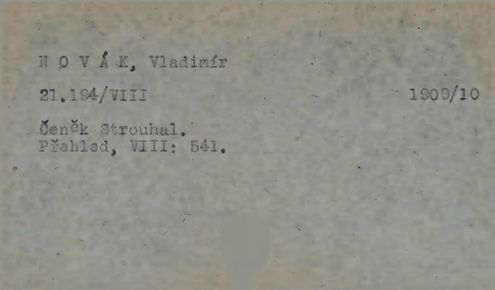 N O V Á K, Vladimír
21.194/VIII 1909/10
Čeněk Strouhal.
Přehled, VIII: 541.